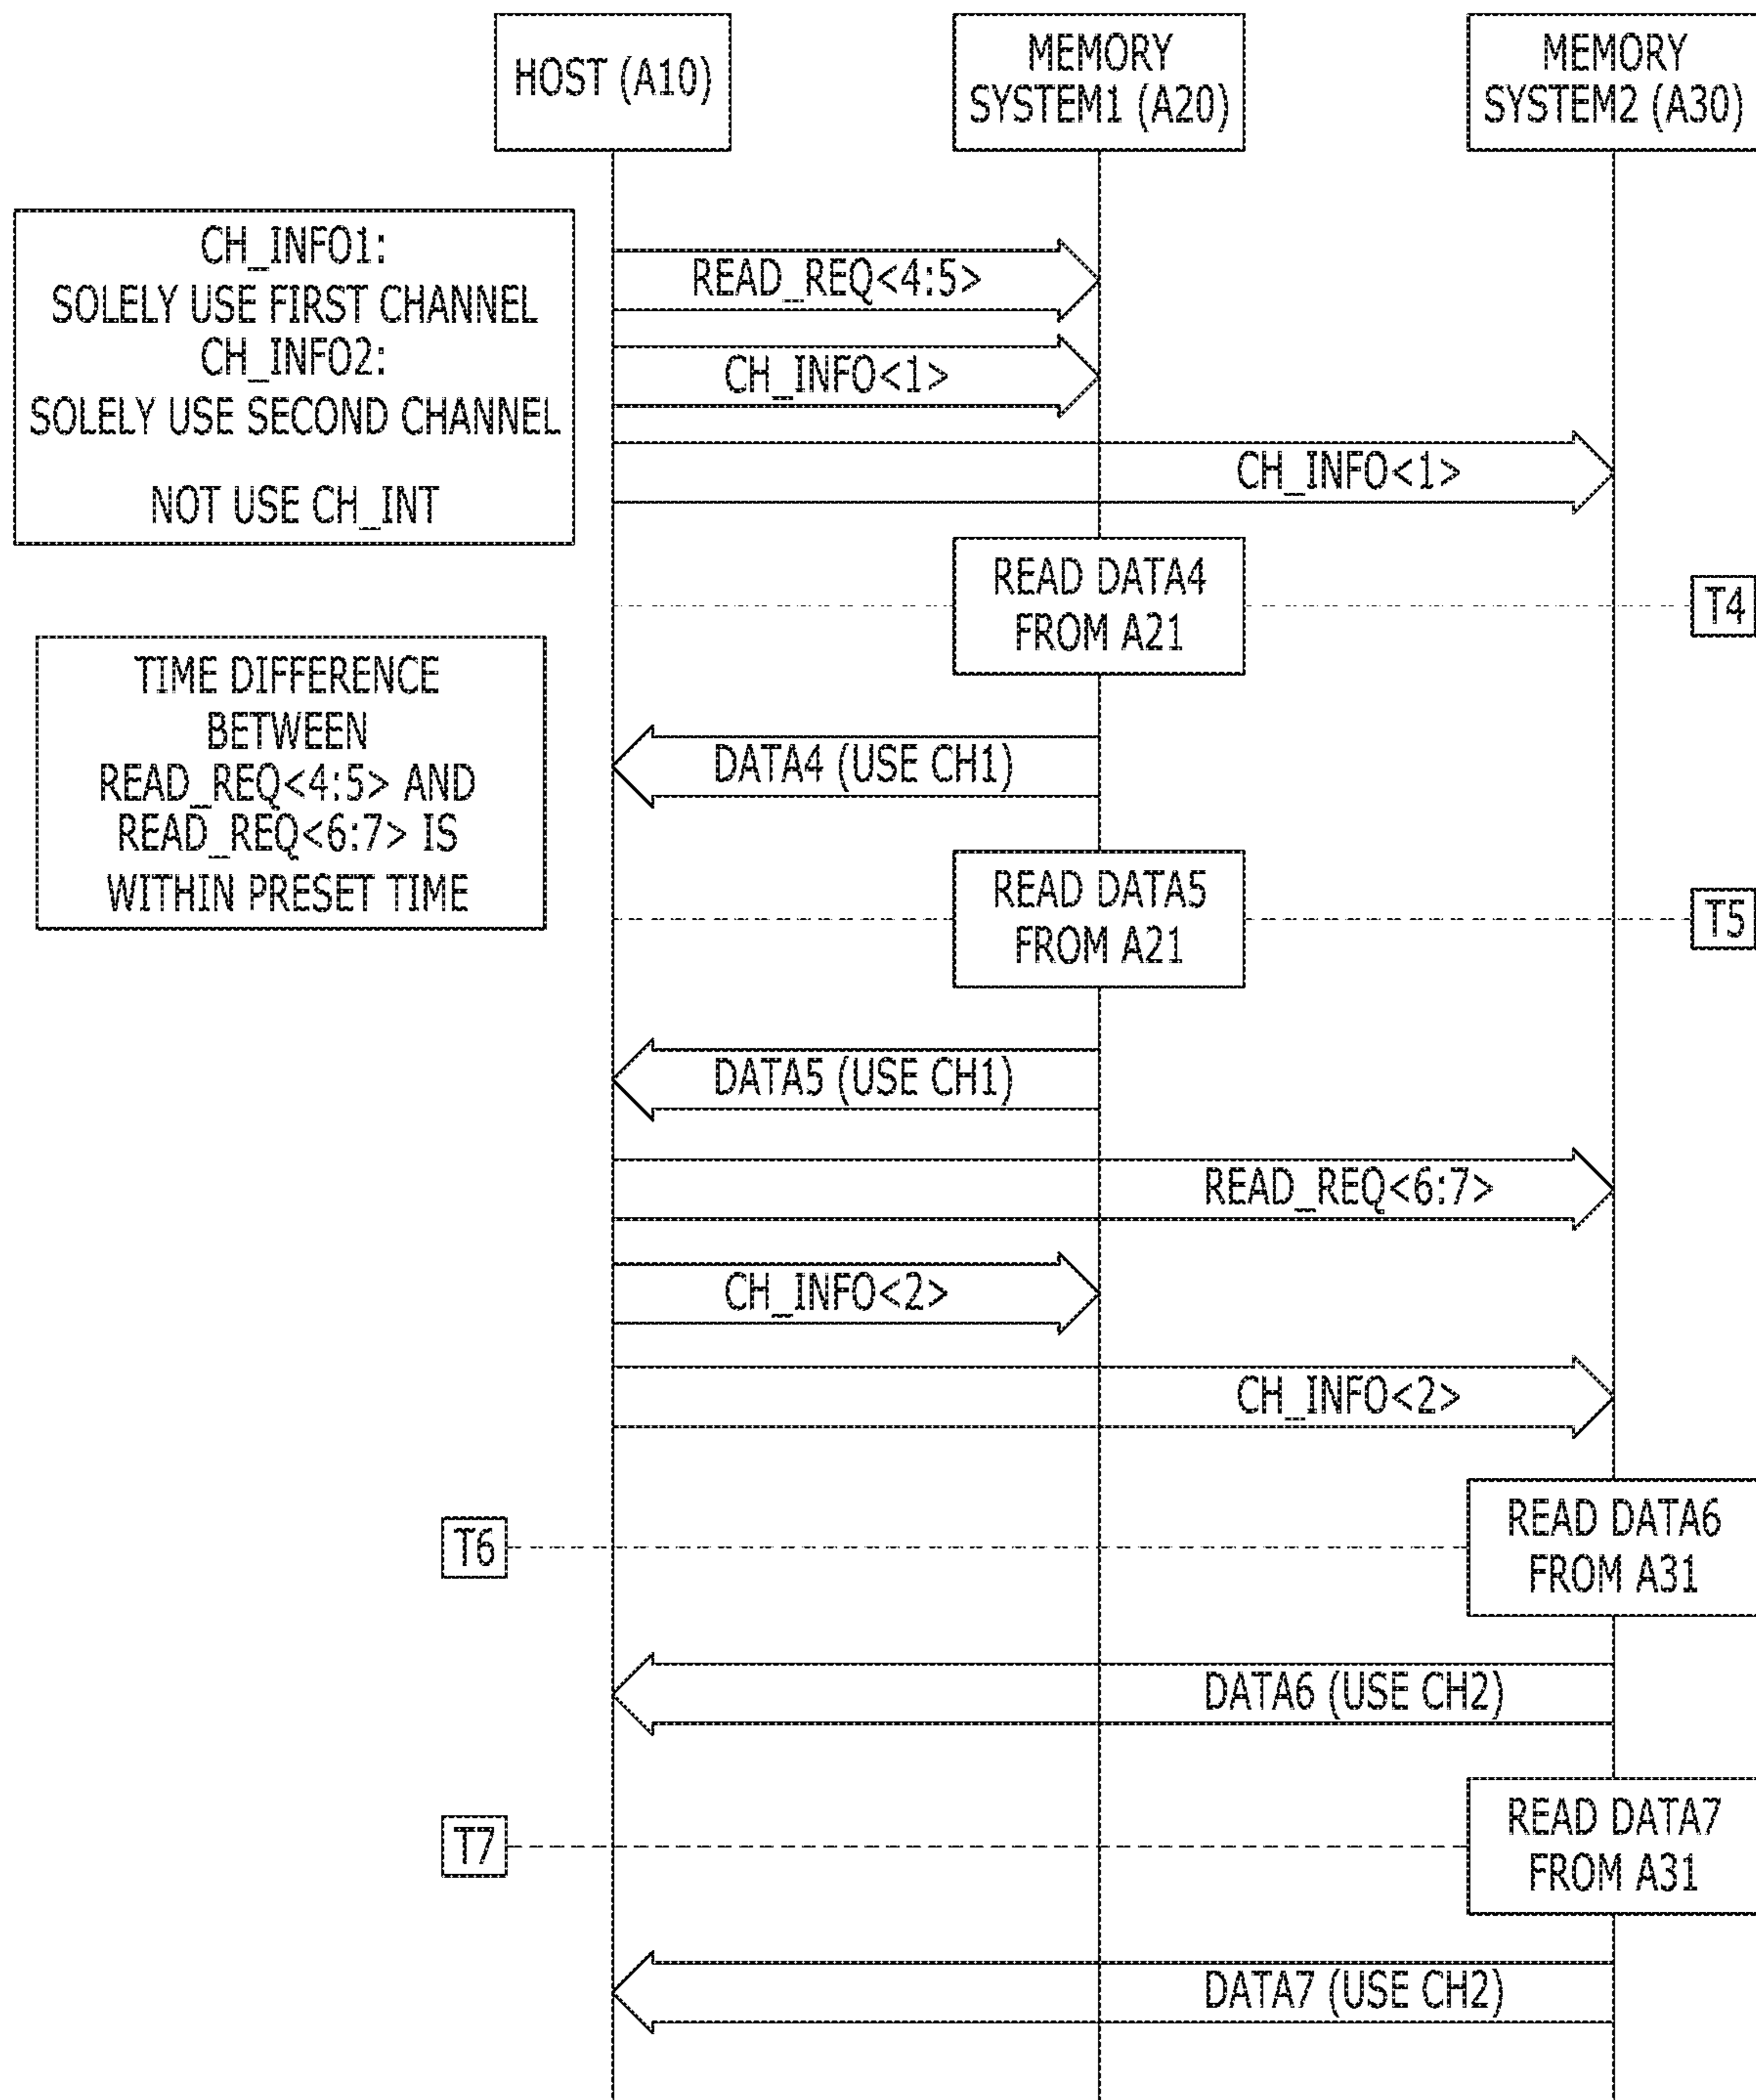 HOST (A10)
MEMORY
SYSTEM1 (A20)
MEMORY
SYSTEM2 (A30)
CH_INFO1:
SOLELY USE FIRST CHANNEL
CH_INFO2:
SOLELY USE SECOND CHANNEL
NOT USE CH_INT
READ_REQ<4:5>
CH_INFO<1>
CH_INFO<1>
READ DATA4
FROM A21
T4
TIME DIFFERENCE
BETWEEN
READ_REQ<4:5> AND
READ_REQ<6:7> IS
WITHIN PRESET TIME
DATA4 (USE CH1)
READ DATA5
FROM A21
T5
DATA5 (USE CH1)
READ_REQ<6:7>
CH_INFO<2>
CH_INFO<2>
T6
READ DATA6
FROM A31
DATA6 (USE CH2)
T7
READ DATA7
FROM A31
DATA7 (USE CH2)